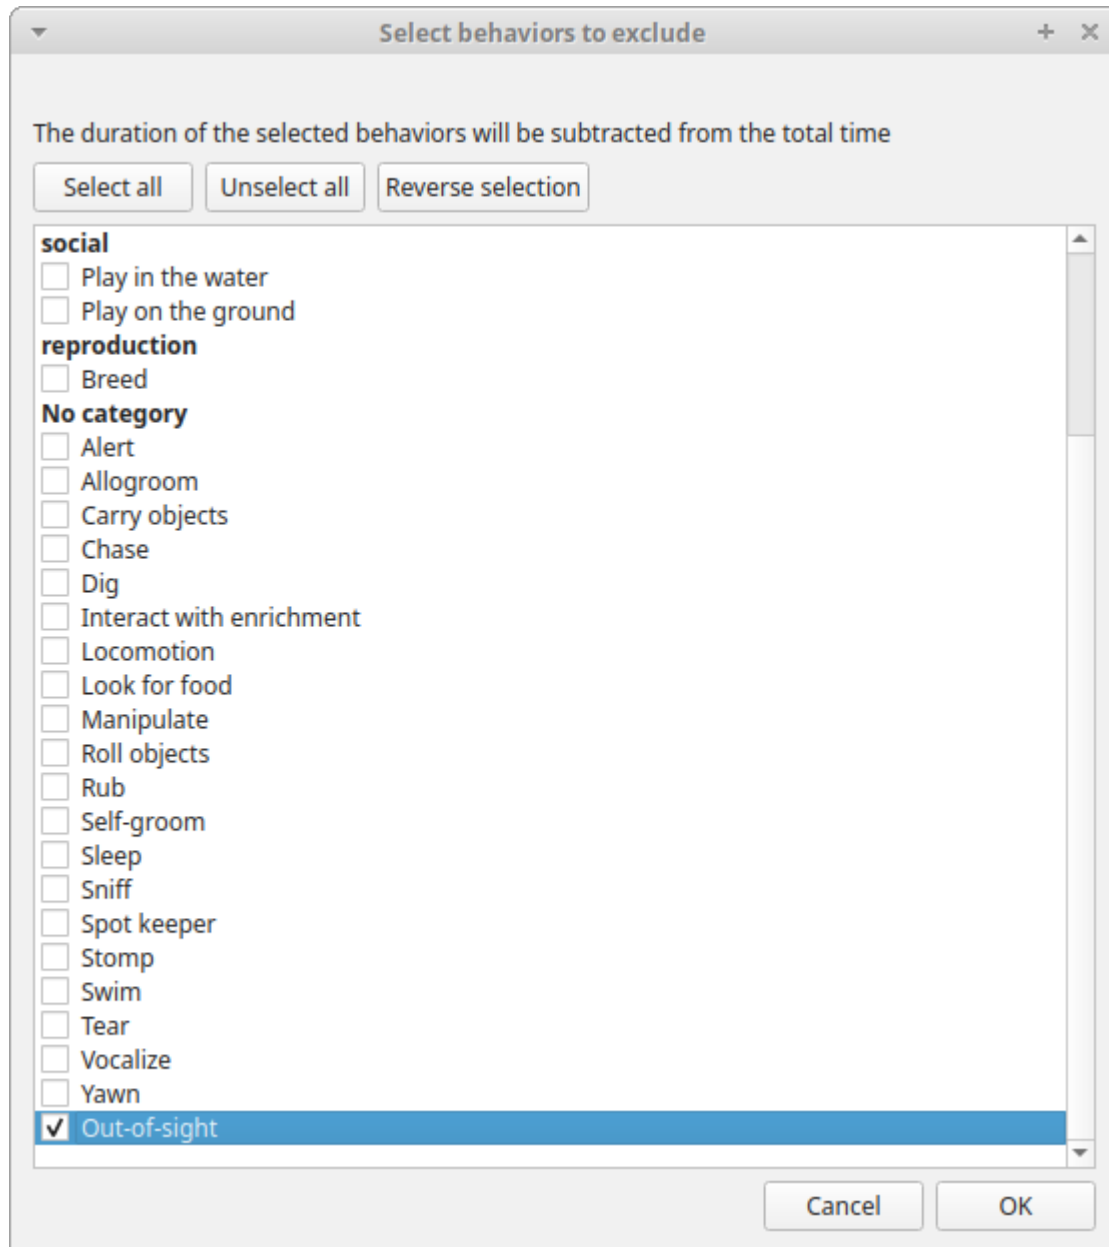 Select behaviors to exclude
The duration of the selected behaviors will be subtracted from the total time
Select all Unselect all Reverse selection
social
Play in the water
Play on the ground
reproduction
Breed
No category
Alert
Allogroom
Carry objects
Chase
Dig
Interact with enrichment
Locomotion
Look for food
Manipulate
Roll objects
Rub
Self-groom
Sleep
Sniff
Spot keeper
Stomp
Swim
Tear
Vocalize
Yawn
Out-of-sight
Cancel OK